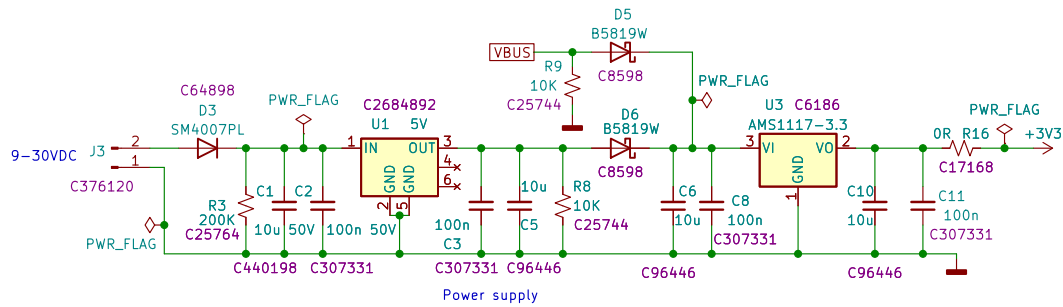 D5
VBUS
B5819W
R9
10K
C8598
C25744
PWR_FLAG
C64898
D3
SM4007PL
PWR_FLAG
C2684892
U1 5V
D6
B5819W
U3 C6186
AMS1117-3.3
PWR_FLAG
0R R16
+3V3
9-30VDC
J3
2
1
C376120
1
IN
OUT
3
4
6
GND
GND
2
5
C8598
3
VI
VO
2
GND
1
C17168
PWR_FLAG
R3
200K
C25764
C1
10u 50V
C440198
C2
100n 50V
C307331
100n
C3
C307331
10u
C5
C96446
R8
10K
C25744
C6
10u
C96446
C8
100n
C307331
C10
10u
C96446
C11
100n
C307331
Power supply